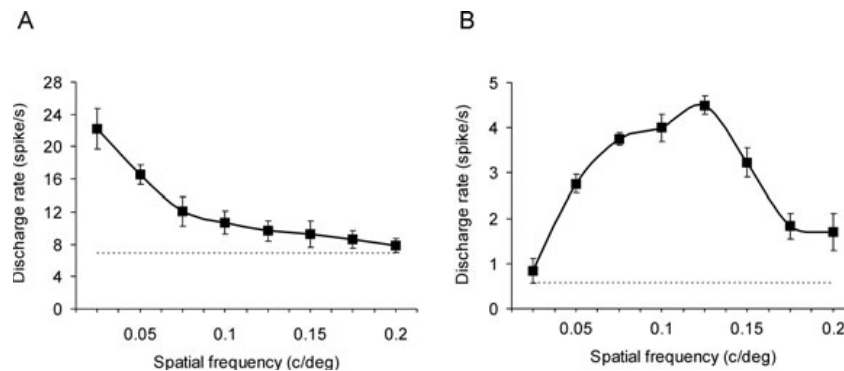 A
28
24
20
16
12
8
4
0
Discharge rate (spike/s)
0.05 0.1 0.15 0.2
Spatial frequency (c/deg)
B
5
4
3
2
1
0
Discharge rate (spike/s)
0.05 0.1 0.15 0.2
Spatial frequency (c/deg)